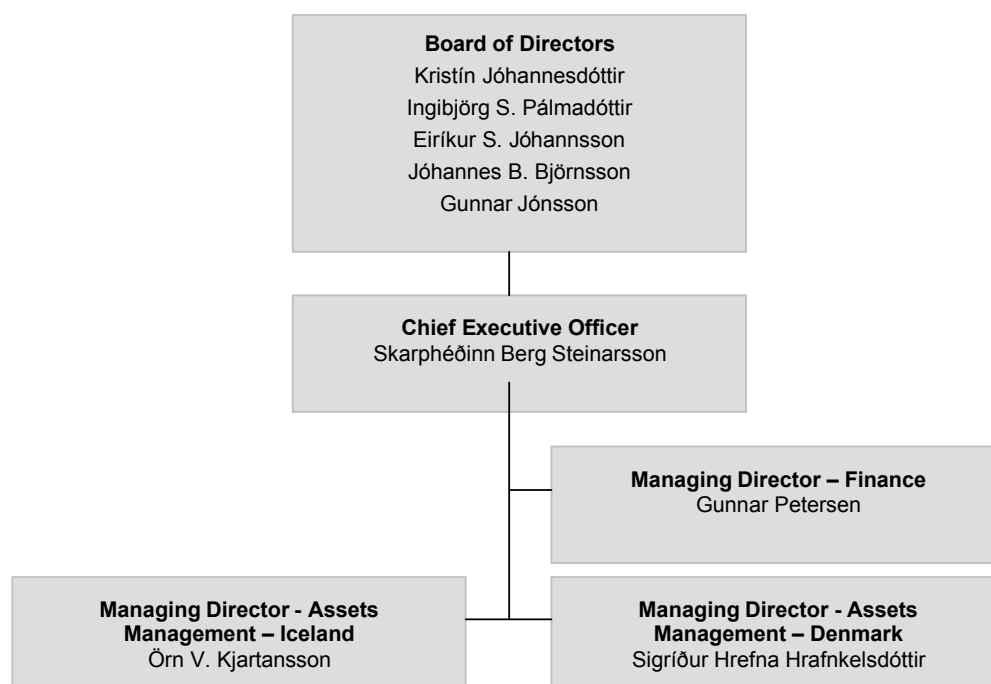 Board of Directors
Kristín Jóhannesdóttir
Ingibjörg S. Pálmadóttir
Eiríkur S. Jóhannsson
Jóhannes B. Björnsson
Gunnar Jónsson
Chief Executive Officer
Skarphéðinn Berg Steinarsson
Managing Director – Finance
Gunnar Petersen
Managing Director - Assets
Management – Iceland
Örn V. Kjartansson
Managing Director - Assets
Management – Denmark
Sigríður Hrefna Hrafnkelsdóttir